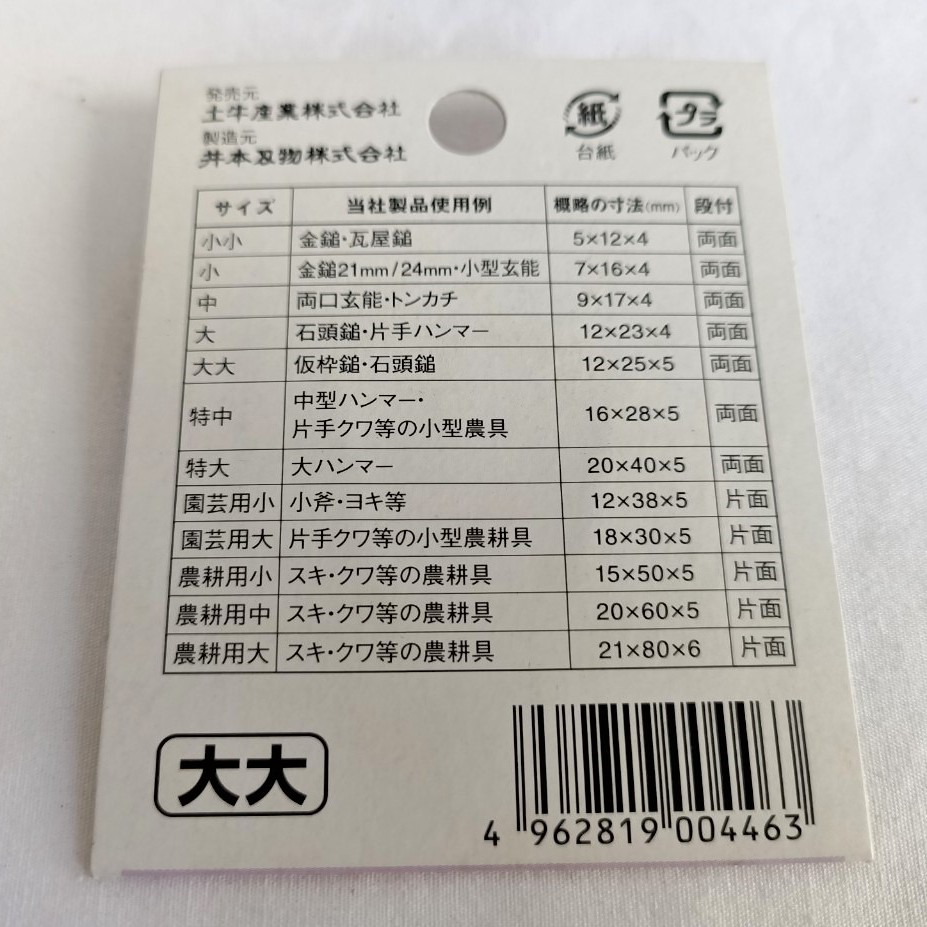 発売元
土牛産業株式会社
製造元
井本刃物株式会社
紙
台紙
プラ
パック
サイズ 当社製品使用例 概略の寸法(mm) 段付
小小 金鎚・瓦屋鎚 5×12×4 両面
小 金鎚21mm/24mm・小型玄能 7×16×4 両面
中 両口玄能・トンカチ 9×17×4 両面
大 石頭鎚・片手ハンマー 12×23×4 両面
大大 仮枠鎚・石頭鎚 12×25×5 両面
特中 中型ハンマー・
片手クワ等の小型農具 16×28×5 両面
特大 大ハンマー 20×40×5 両面
園芸用小 小斧・ヨキ等 12×38×5 片面
園芸用大 片手クワ等の小型農耕具 18×30×5 片面
農耕用小 スキ・クワ等の農耕具 15×50×5 片面
農耕用中 スキ・クワ等の農耕具 20×60×5 片面
農耕用大 スキ・クワ等の農耕具 21×80×6 片面
大大
4 962819 004463